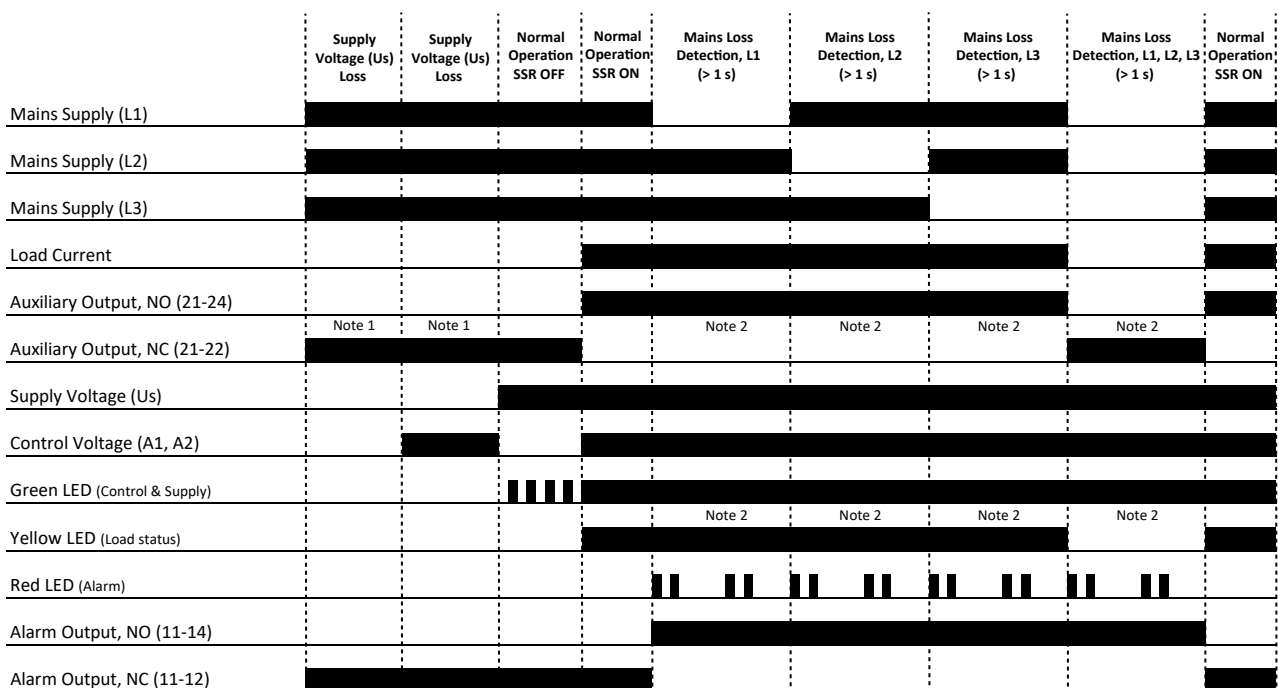 Supply Voltage (Us) Loss
Supply Voltage (Us) Loss
Normal Operation SSR OFF
Normal Operation SSR ON
Mains Loss Detection, L1 (> 1 s)
Mains Loss Detection, L2 (> 1 s)
Mains Loss Detection, L3 (> 1 s)
Mains Loss Detection, L1, L2, L3 (> 1 s)
Normal Operation SSR ON
Mains Supply (L1)
Mains Supply (L2)
Mains Supply (L3)
Load Current
Auxiliary Output, NO (21-24)
Note 1 Note 1 Note 2 Note 2 Note 2 Note 2
Auxiliary Output, NC (21-22)
Supply Voltage (Us)
Control Voltage (A1, A2)
Green LED (Control & Supply)
Note 2 Note 2 Note 2 Note 2
Yellow LED (Load status)
Red LED (Alarm)
Alarm Output, NO (11-14)
Alarm Output, NC (11-12)